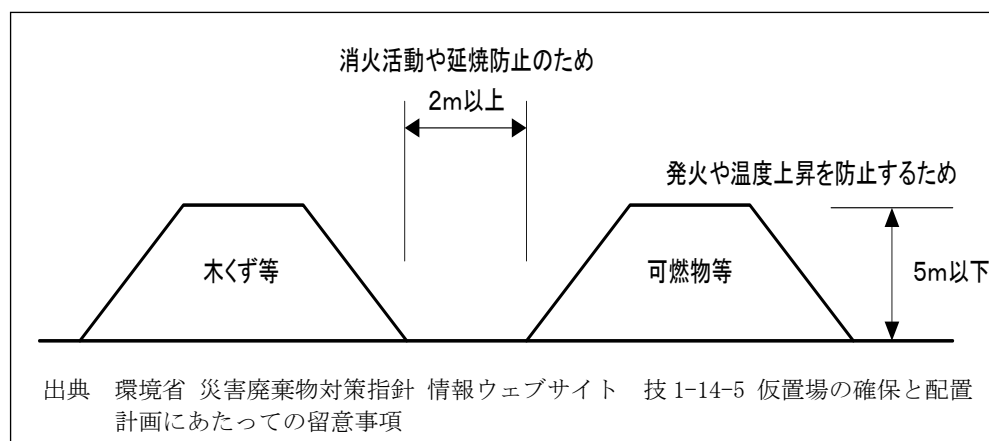 消火活動や延焼防止のため
2m以上
発火や温度上昇を防止するため
木くず等
可燃物等
5m以下
出典 環境省 災害廃棄物対策指針 情報ウェブサイト 技 1-14-5 仮置場の確保と配置
計画にあたっての留意事項